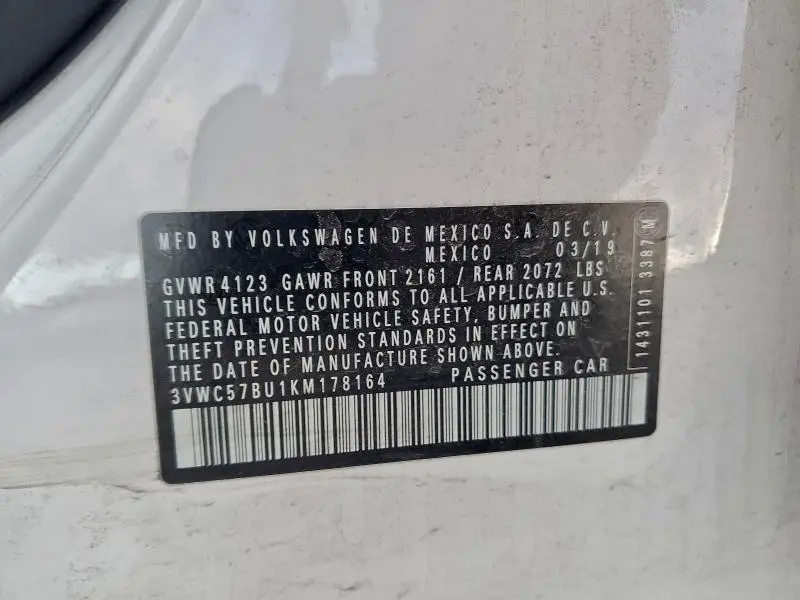 MFD BY VOLKSWAGEN DE MEXICO S.A. DE C.V.
MEXICO 03/19
GVWR 4123 GAWR FRONT 2161 / REAR 2072 LBS
THIS VEHICLE CONFORMS TO ALL APPLICABLE U.S.
FEDERAL MOTOR VEHICLE SAFETY, BUMPER AND
THEFT PREVENTION STANDARDS IN EFFECT ON
THE DATE OF MANUFACTURE SHOWN ABOVE.
3VWC57BU1KM178164 PASSENGER CAR
1431101 3387 M